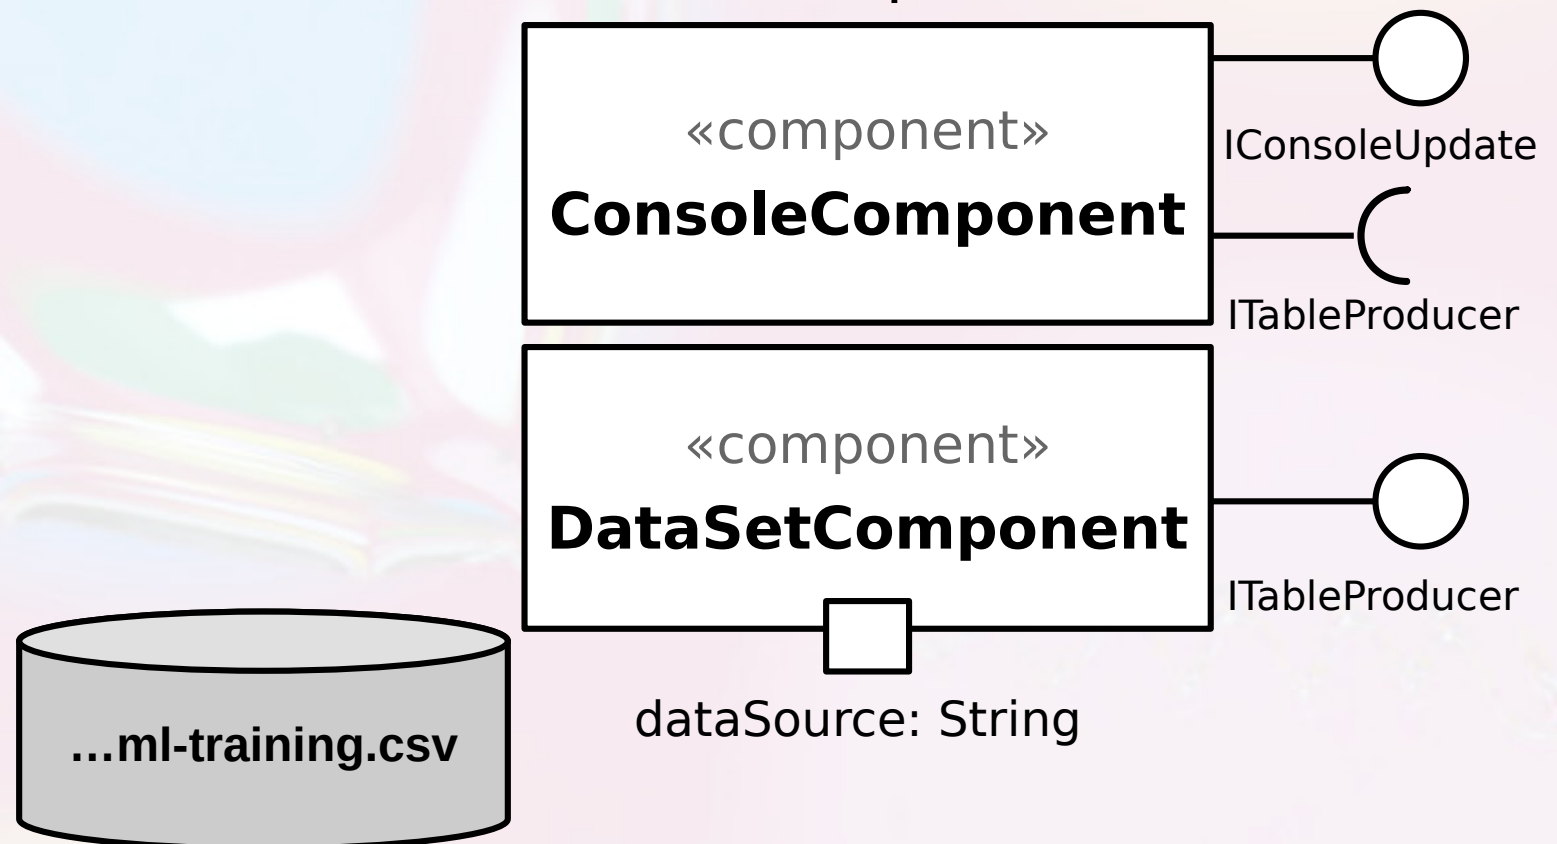 «component»
ConsoleComponent
IConsoleUpdate
ITableProducer
«component»
DataSetComponent
ITableProducer
dataSource: String
...ml-training.csv